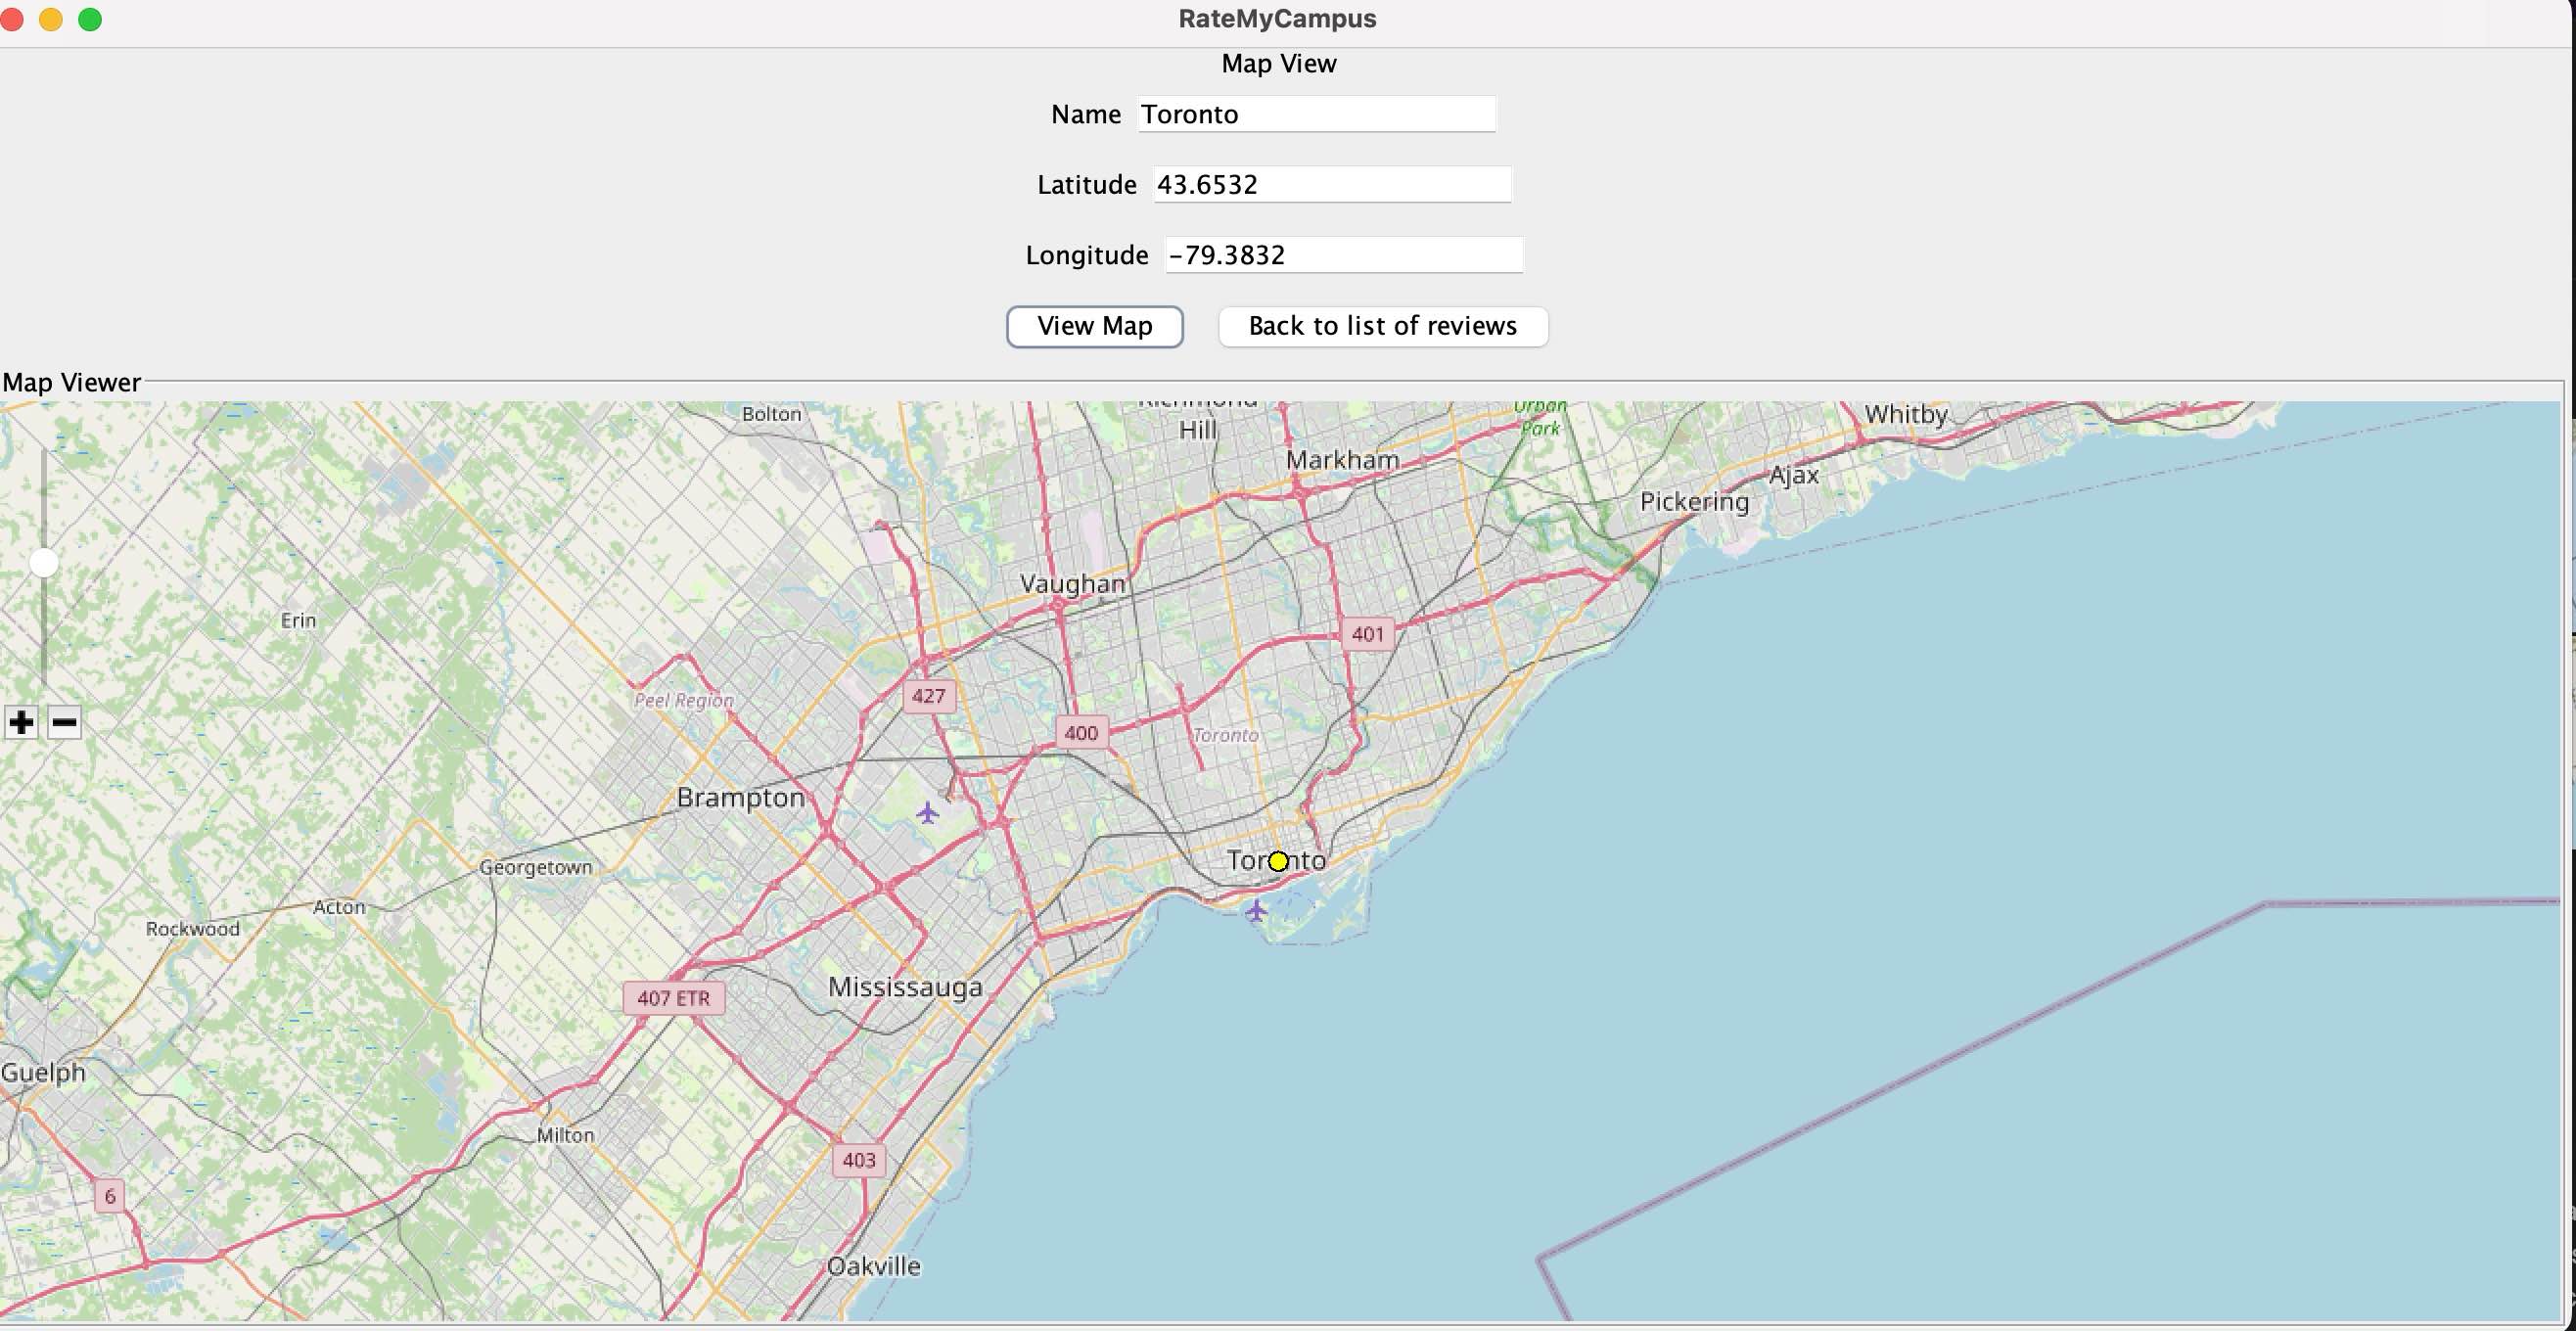 RateMyCampus
Map View
Name Toronto
Latitude 43.6532
Longitude -79.3832
View Map
Back to list of reviews
Map Viewer
Bolton
Richmond
Hill
Urban
Park
Whitby
Markham
Ajax
Pickering
Vaughan
Erin
401
Peel Region
427
400
Toronto
Brampton
Toronto
Georgetown
Acton
Rockwood
Mississauga
407 ETR
Guelph
Milton
403
6
Oakville